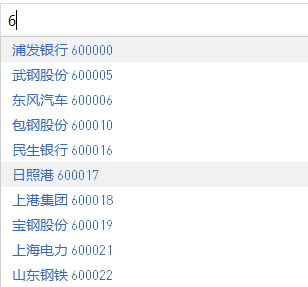 6
浦发银行 600000
武钢股份 600005
东风汽车 600006
包钢股份 600010
民生银行 600016
日照港 600017
上港集团 600018
宝钢股份 600019
上海电力 600021
山东钢铁 600022